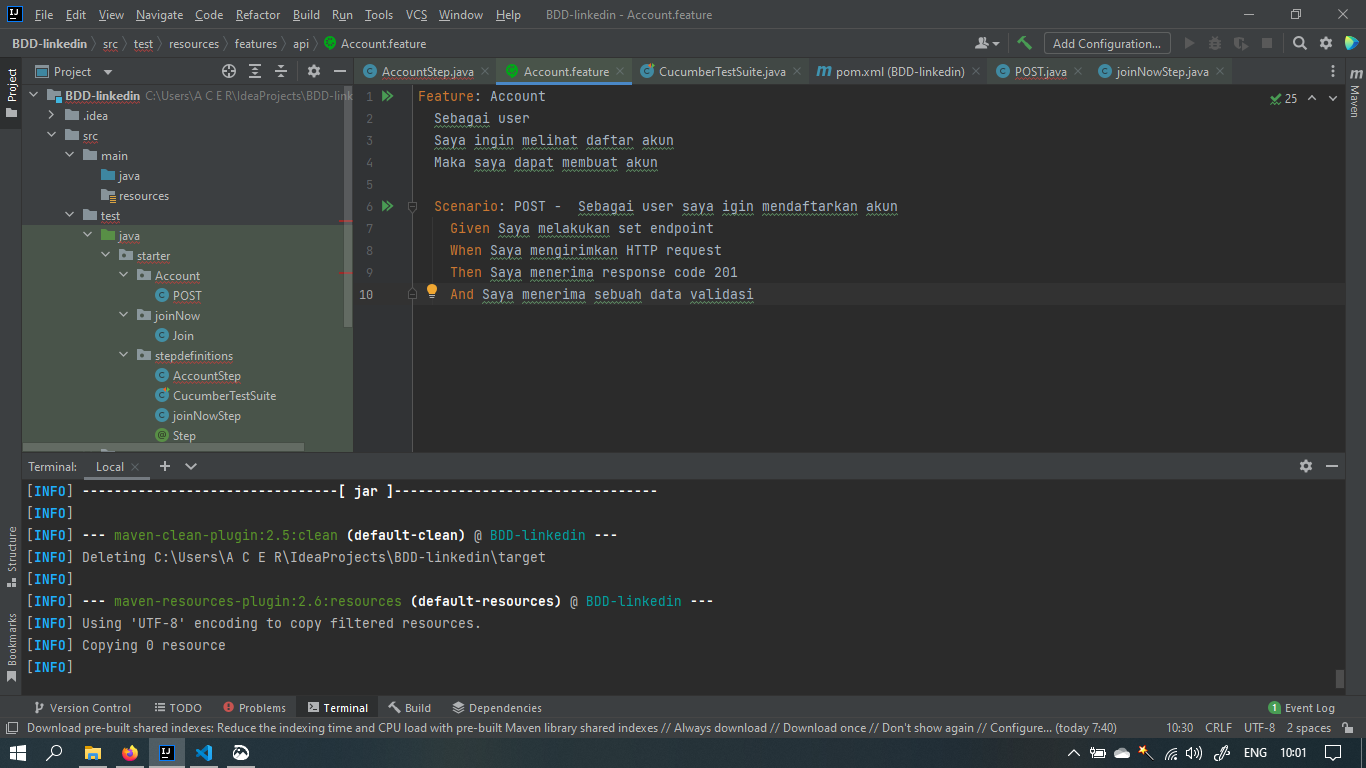 File Edit View Navigate Code Refactor Build Run Tools VCS Window Help BDD-linkedin - Account.feature
BDD-linkedin src test resources features api Account.feature Add Configuration...
Project AccountStep.java Account.feature CucumberTestSuite.java pom.xml (BDD-linkedin) POST.java joinNowStep.java
Project
Maven
BDD-linkedin C:\Users\A C E R\IdeaProjects\BDD-link
.idea
src
main
java
resources
test
java
starter
Account
POST
joinNow
Join
stepdefinitions
AccountStep
CucumberTestSuite
joinNowStep
Step
25
1 Feature: Account
2 Sebagai user
3 Saya ingin melihat daftar akun
4 Maka saya dapat membuat akun
5
6 Scenario: POST -  Sebagai user saya igin mendaftarkan akun
7 Given Saya melakukan set endpoint
8 When Saya mengirimkan HTTP request
9 Then Saya menerima response code 201
10 And Saya menerima sebuah data validasi
Terminal: Local
[INFO] --------------------------------[ jar ]---------------------------------
[INFO]
[INFO] --- maven-clean-plugin:2.5:clean (default-clean) @ BDD-linkedin ---
[INFO] Deleting C:\Users\A C E R\IdeaProjects\BDD-linkedin\target
[INFO]
[INFO] --- maven-resources-plugin:2.6:resources (default-resources) @ BDD-linkedin ---
[INFO] Using 'UTF-8' encoding to copy filtered resources.
[INFO] Copying 0 resource
[INFO]
Structure
Bookmarks
Version Control TODO Problems Terminal Build Dependencies 1 Event Log
Download pre-built shared indexes: Reduce the indexing time and CPU load with pre-built Maven library shared indexes // Always download // Download once // Don't show again // Configure... (today 7:40) 10:30 CRLF UTF-8 2 spaces
ENG 10:01